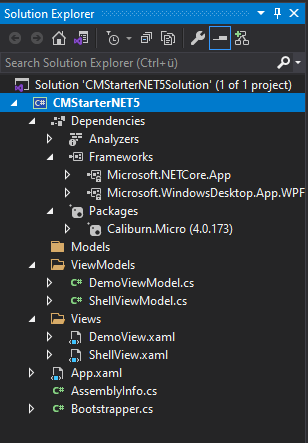 Solution Explorer
Search Solution Explorer (Ctrl+ü)
Solution 'CMStarterNET5Solution' (1 of 1 project)
CMStarterNET5
Dependencies
Analyzers
Frameworks
Microsoft.NETCore.App
Microsoft.WindowsDesktop.App.WPF
Packages
Caliburn.Micro (4.0.173)
Models
ViewModels
C# DemoViewModel.cs
C# ShellViewModel.cs
Views
DemoView.xaml
ShellView.xaml
App.xaml
C# AssemblyInfo.cs
C# Bootstrapper.cs